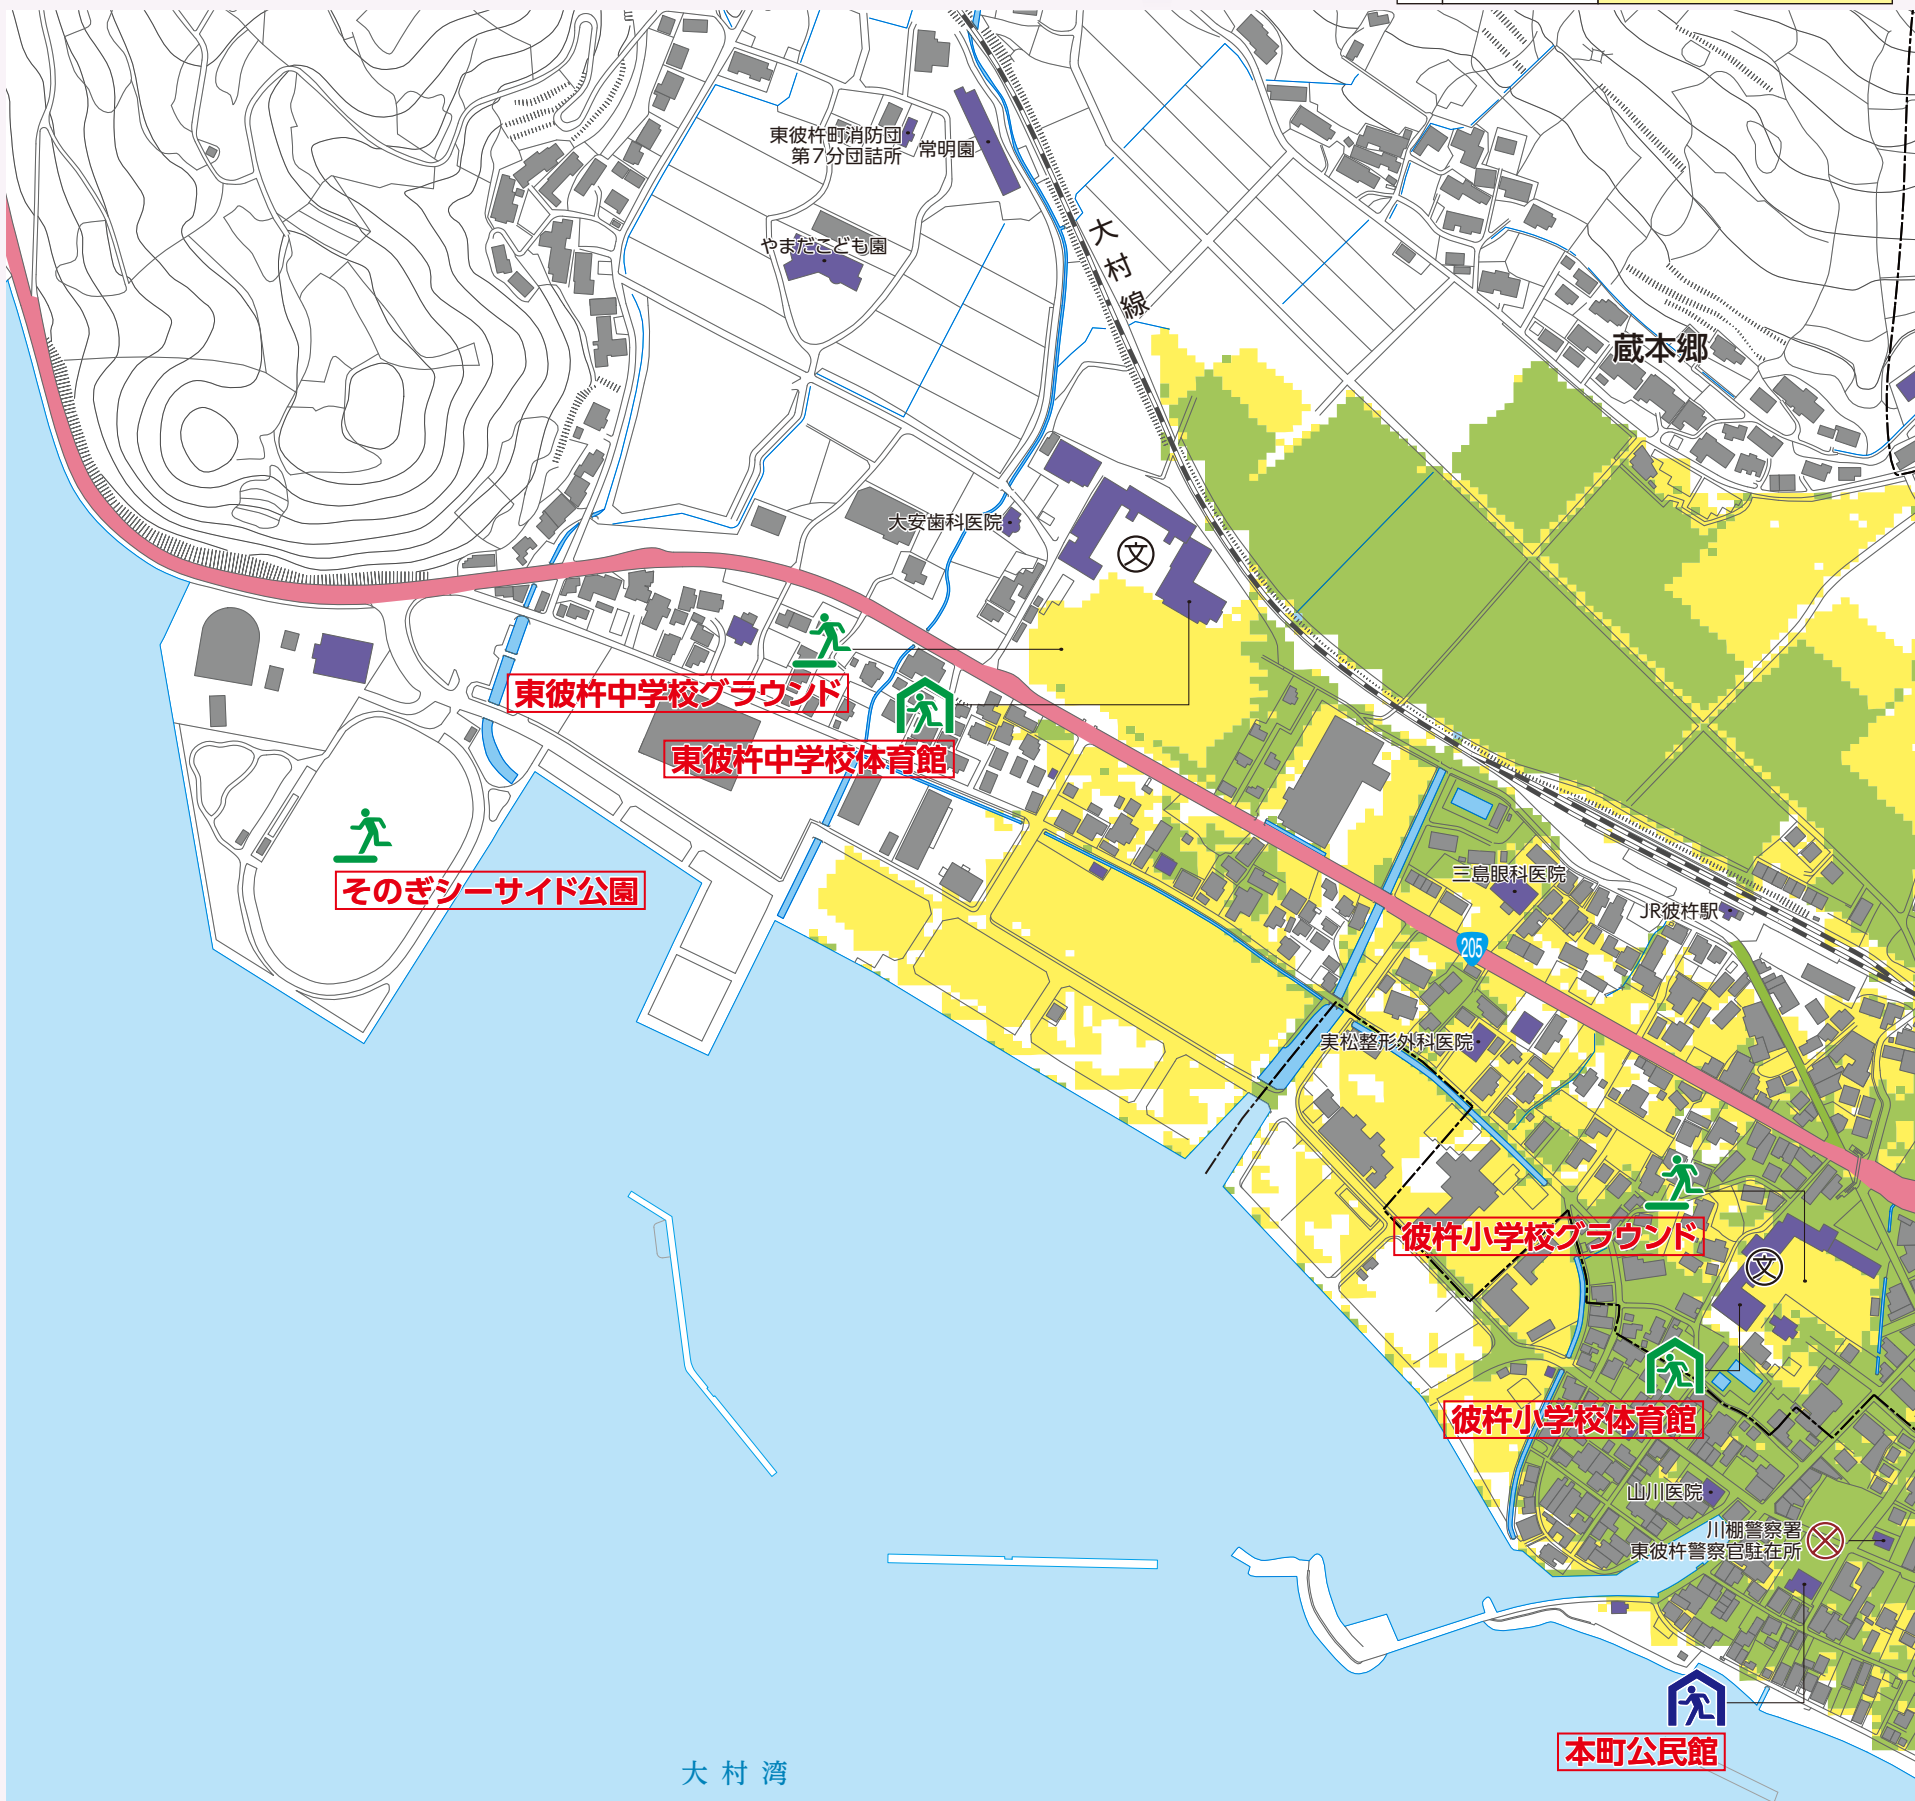 東彼杵町消防団
第7分団詰所
常明園
やまだこども園
大村線
蔵本郷
大安歯科医院
文
東彼杵中学校グラウンド
東彼杵中学校体育館
そのぎシーサイド公園
三島眼科医院
JR彼杵駅
205
実松整形外科医院
彼杵小学校グラウンド
文
彼杵小学校体育館
山川医院
川棚警察署
東彼杵警察官駐在所
本町公民館
大村湾